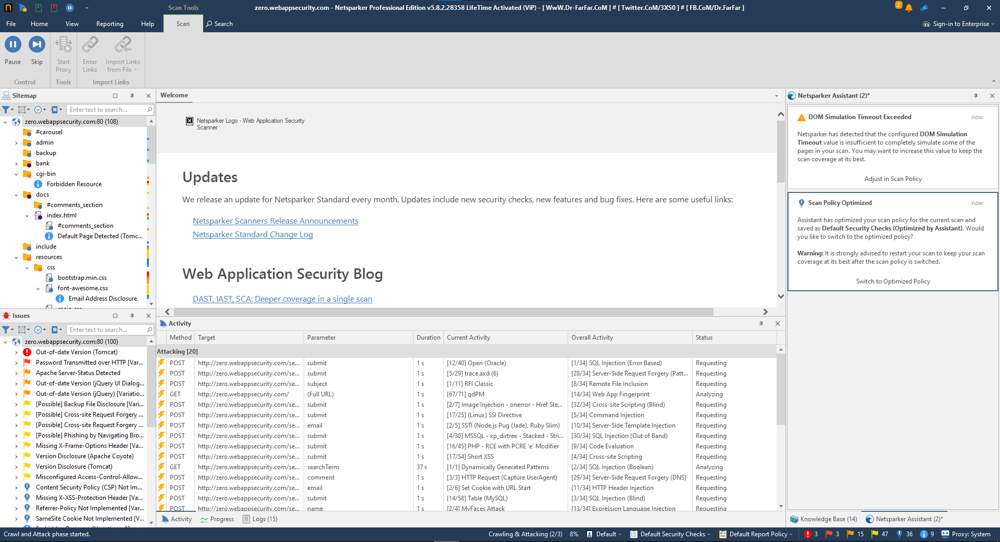 Scan Tools
zero.webappsecurity.com - Netsparker Professional Edition v5.8.2.28358 LifeTime Activated (ViP) - [ WwW.Dr-FarFar.CoM ] # [ Twitter.CoM/3XS0 ] # [ FB.CoM/Dr.FarFar ]
2
File Home View Reporting Help Scan Search
Sign-in to Enterprise
Pause Skip Start Proxy Enter Links Import Links from File
Control Tools Import Links
Sitemap
Enter text to search...
zero.webappsecurity.com:80 (108)
#carousel
admin
backup
bank
cgi-bin
Forbidden Resource
docs
#comments_section
index.html
#comments_section
Default Page Detected (Tomc...
include
resources
css
bootstrap.min.css
font-awesome.css
Email Address Disclosure
Issues
Enter text to search...
zero.webappsecurity.com:80 (100)
Out-of-date Version (Tomcat)
Password Transmitted over HTTP [Var...
Apache Server-Status Detected
Out-of-date Version (jQuery UI Dialog...
Out-of-date Version (jQuery) [Variatio...
[Possible] Backup File Disclosure [Vari...
[Possible] Cross-site Request Forgery ...
[Possible] Cross-site Request Forgery ...
[Possible] Phishing by Navigating Bro...
Missing X-Frame-Options Header [Va...
Version Disclosure (Apache Coyote)
Version Disclosure (Tomcat)
Misconfigured Access-Control-Allow...
Content Security Policy (CSP) Not Im...
Missing X-XSS-Protection Header [Va...
Referrer-Policy Not Implemented [Var...
SameSite Cookie Not Implemented [V...
Welcome
Netsparker Logo - Web Application Security
Scanner
Updates
We release an update for Netsparker Standard every month. Updates include new security checks, new features and bug fixes. Here are some useful links:
Netsparker Scanners Release Announcements
Netsparker Standard Change Log
Web Application Security Blog
DAST, IAST, SCA: Deeper coverage in a single scan
Activity
Method Target Parameter Duration Current Activity Overall Activity Status
Attacking [20]
POST http://zero.webappsecurity.com/se... submit 1 s [12/40] Open (Oracle) [1/34] SQL Injection (Error Based) Requesting
POST http://zero.webappsecurity.com/se... submit 1 s [5/29] trace.axd (6) [28/34] Server-Side Request Forgery (Patt... Requesting
POST http://zero.webappsecurity.com/se... subject 1 s [1/11] RFI Classic [8/34] Remote File Inclusion Requesting
GET http://zero.webappsecurity.com/ (Full URL) 1 s [67/71] qdPM [14/34] Web App Fingerprint Analyzing
POST http://zero.webappsecurity.com/se... submit 1 s [2/7] Image Injection - onerror - Href Ste... [32/34] Cross-site Scripting (Blind) Requesting
POST http://zero.webappsecurity.com/se... submit 1 s [17/25] (Linux) SSI Directive [5/34] Command Injection Requesting
POST http://zero.webappsecurity.com/se... email 1 s [2/5] SSTI (Node.js Pug (Jade), Ruby Slim) [10/34] Server-Side Template Injection Requesting
POST http://zero.webappsecurity.com/se... submit 1 s [4/30] MSSQL - xp_dirtree - Stacked - Stri... [30/34] SQL Injection (Out of Band) Requesting
POST http://zero.webappsecurity.com/se... submit 1 s [16/45] PHP - RCE with PCRE 'e' Modifier [9/34] Code Evaluation Requesting
POST http://zero.webappsecurity.com/se... submit 1 s [17/54] Short XSS [4/34] Cross-site Scripting Requesting
GET http://zero.webappsecurity.com/se... searchTerm 37 s [1/1] Dynamically Generated Patterns [2/34] SQL Injection (Boolean) Analyzing
POST http://zero.webappsecurity.com/se... comment 1 s [3/3] HTTP Request (Capture UserAgent) [29/34] Server-Side Request Forgery (DNS) Requesting
POST http://zero.webappsecurity.com/se... email 1 s [2/6] Set Cookie with URL Start [11/34] HTTP Header Injection Requesting
POST http://zero.webappsecurity.com/se... submit 1 s [14/58] Table (MySQL) [3/34] SQL Injection (Blind) Requesting
POST http://zero.webappsecurity.com/se... name 1 s [2/4] MyFaces Attack [13/34] Expression Language Injection Requesting
Activity Progress Logs (15)
Netsparker Assistant (2)*
DOM Simulation Timeout Exceeded now
Netsparker has detected that the configured DOM Simulation
Timeout value is insufficient to completely simulate some of the
pages in your scan. You may want to increase this value to keep the
scan coverage at its best.
Adjust in Scan Policy
Scan Policy Optimized now
Assistant has optimized your scan policy for the current scan and
saved as Default Security Checks (Optimized by Assistant). Would
you like to switch to the optimized policy?
Warning: It is strongly advised to restart your scan to keep your scan
coverage at its best after the scan policy is switched.
Switch to Optimized Policy
Knowledge Base (14) Netsparker Assistant (2)*
Crawl and Attack phase started.
Crawling & Attacking (2/3) 8% Default Default Security Checks Default Report Policy 3 3 15 47 36 9 Proxy: System